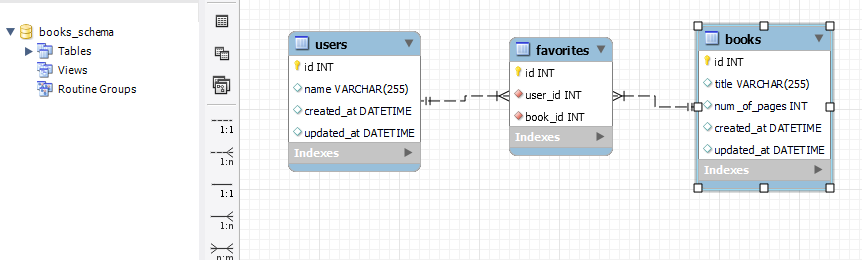 books_schema
Tables
Views
Routine Groups
1:1
1:n
1:1
1:n
n:m
users
id INT
name VARCHAR(255)
created_at DATETIME
updated_at DATETIME
Indexes
favorites
id INT
user_id INT
book_id INT
Indexes
books
id INT
title VARCHAR(255)
num_of_pages INT
created_at DATETIME
updated_at DATETIME
Indexes